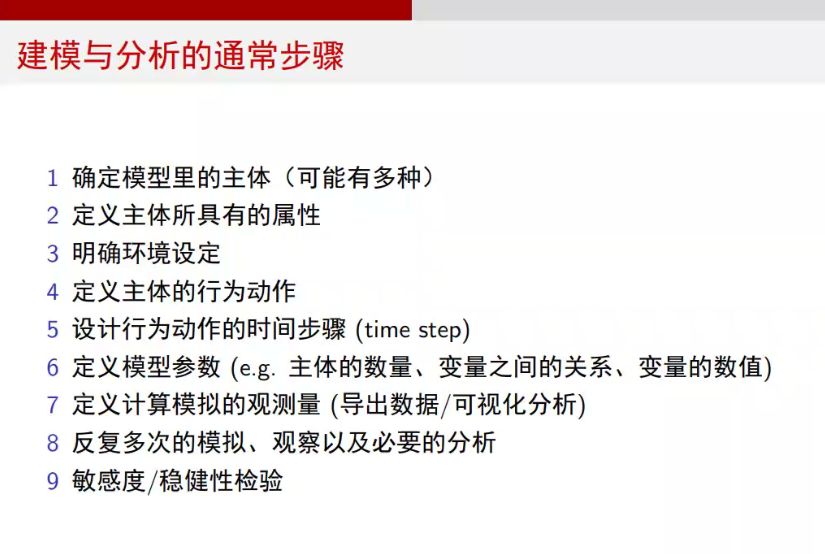 建模与分析的通常步骤
1 确定模型里的主体（可能有多种）
2 定义主体所具有的属性
3 明确环境设定
4 定义主体的行为动作
5 设计行为动作的时间步骤 (time step)
6 定义模型参数 (e.g. 主体的数量、变量之间的关系、变量的数值)
7 定义计算模拟的观测量 (导出数据/可视化分析)
8 反复多次的模拟、观察以及必要的分析
9 敏感度/稳健性检验